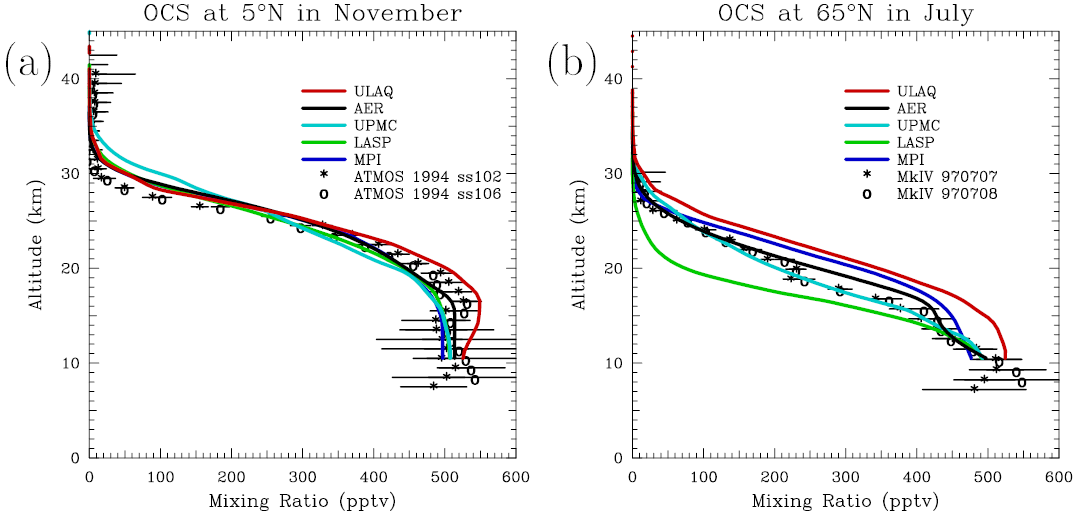 OCS at 5°N in November
(a)
Altitude (km)
40
30
20
10
0
ULAQ
AER
UPMC
LASP
MPI
* ATMOS 1994 ss102
o ATMOS 1994 ss106
0 100 200 300 400 500 600
Mixing Ratio (pptv)
OCS at 65°N in July
(b)
Altitude (km)
40
30
20
10
0
ULAQ
AER
UPMC
LASP
MPI
* MkIV 970707
o MkIV 970708
0 100 200 300 400 500 600
Mixing Ratio (pptv)